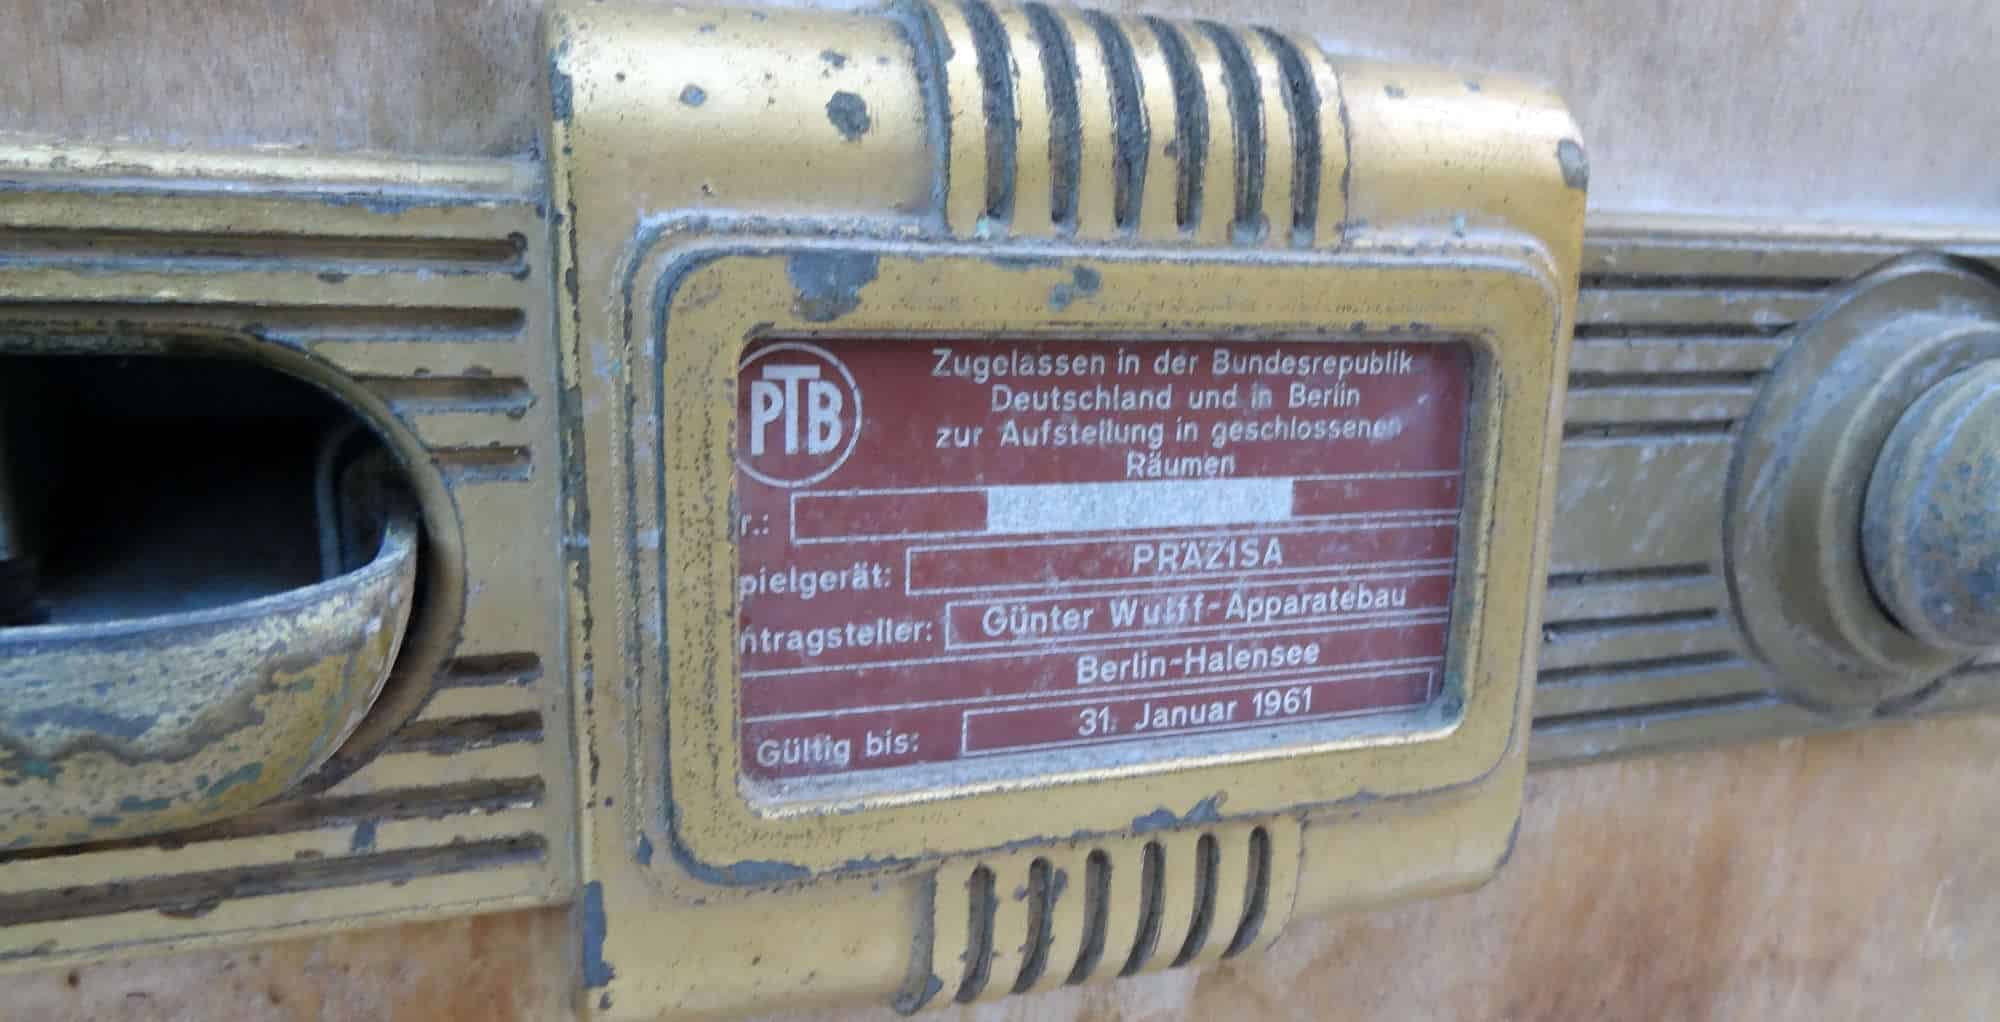 PTB
Zugelassen in der Bundesrepublik
Deutschland und in Berlin
zur Aufstellung in geschlossenen
Räumen
r.:
pielgerät: PRÄZISA
ntragsteller: Günter Wulff-Apparatebau
Berlin-Halensee
Gültig bis: 31. Januar 1961